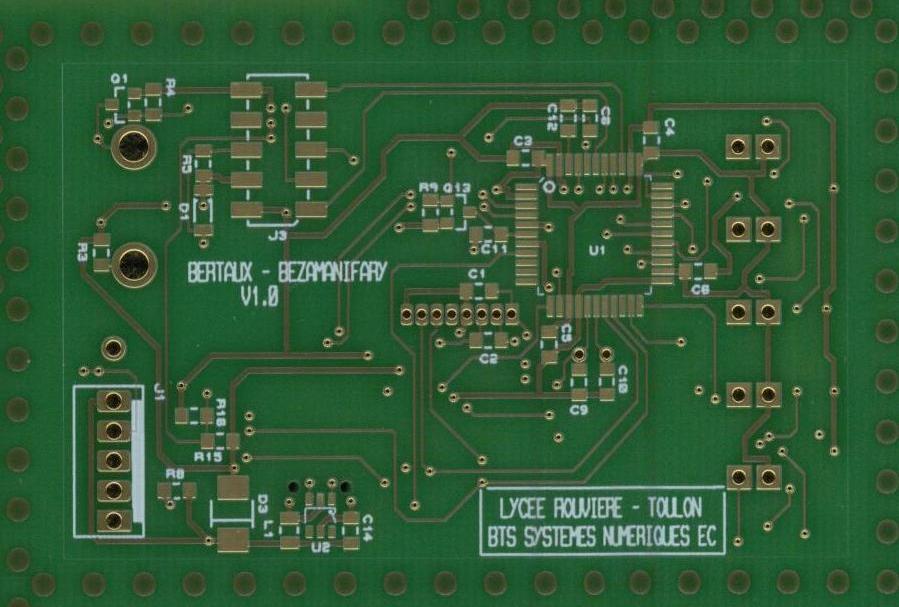 Q1
R4
C12
C8
C4
C3
R5
D1
R9 Q13
J3
C11
U1
R3
C1
C6
BERTAUX - BEZAMANIFARY
V1.0
C5
C2
J1
C9
C10
R16
R15
R8
D3
L1
U2
C14
LYCEE ROUVIERE - TOULON
BTS SYSTEMES NUMERIQUES EC